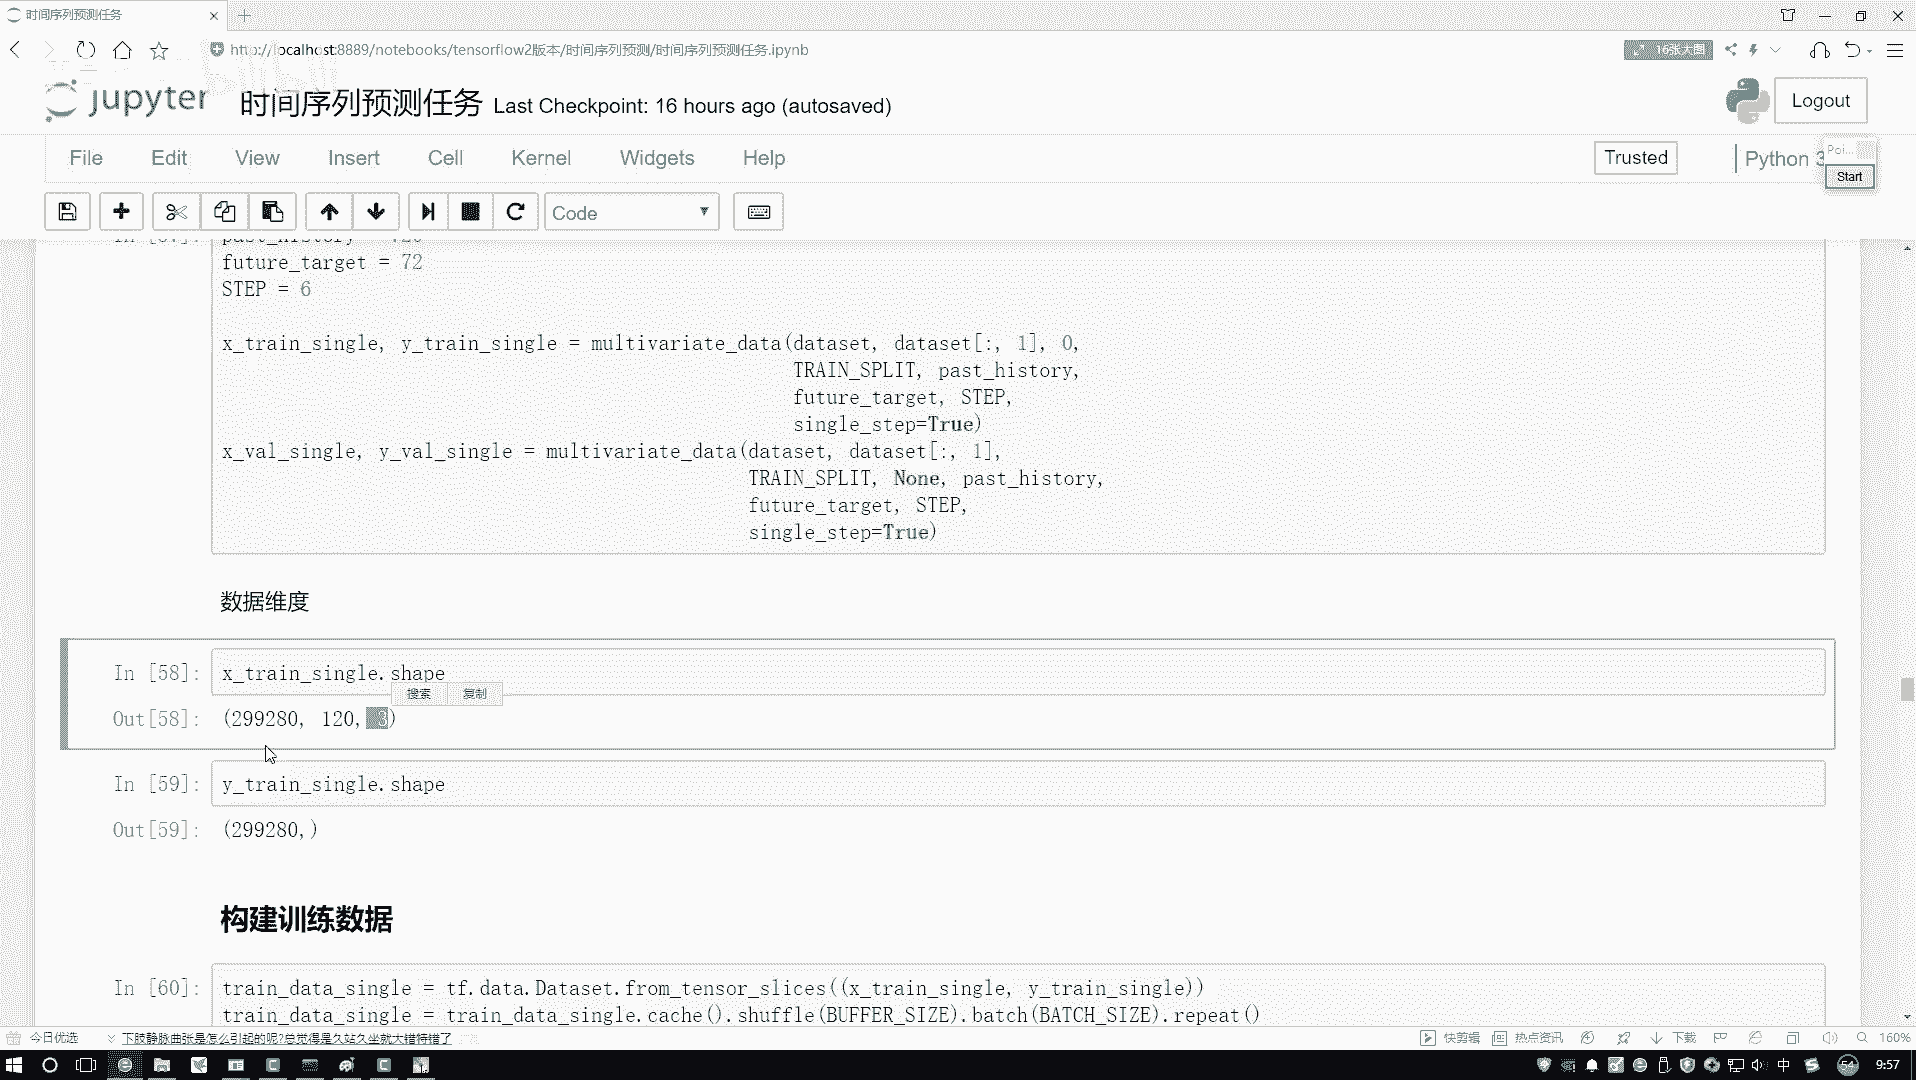 时间序列预测任务
http://localhost:8889/notebooks/tensorflow2版本/时间序列预测/时间序列预测任务.ipynb
16张大图
jupyter 时间序列预测任务 Last Checkpoint: 16 hours ago (autosaved)
Logout
File Edit View Insert Cell Kernel Widgets Help
Trusted
Python 3
Poi...
Start
Code
future_target = 72
STEP = 6
x_train_single, y_train_single = multivariate_data(dataset, dataset[:, 1], 0,
TRAIN_SPLIT, past_history,
future_target, STEP,
single_step=True)
x_val_single, y_val_single = multivariate_data(dataset, dataset[:, 1],
TRAIN_SPLIT, None, past_history,
future_target, STEP,
single_step=True)
数据维度
In [58]: x_train_single.shape
搜索 复制
Out[58]: (299280, 120, 3)
In [59]: y_train_single.shape
Out[59]: (299280,)
构建训练数据
In [60]: train_data_single = tf.data.Dataset.from_tensor_slices((x_train_single, y_train_single))
train_data_single = train_data_single.cache().shuffle(BUFFER_SIZE).batch(BATCH_SIZE).repeat()
今日优选 下肢静脉曲张是怎么引起的呢?总觉得是久站久坐就大错特错了
快剪辑 热点资讯 下载 160%
中 54 9:57